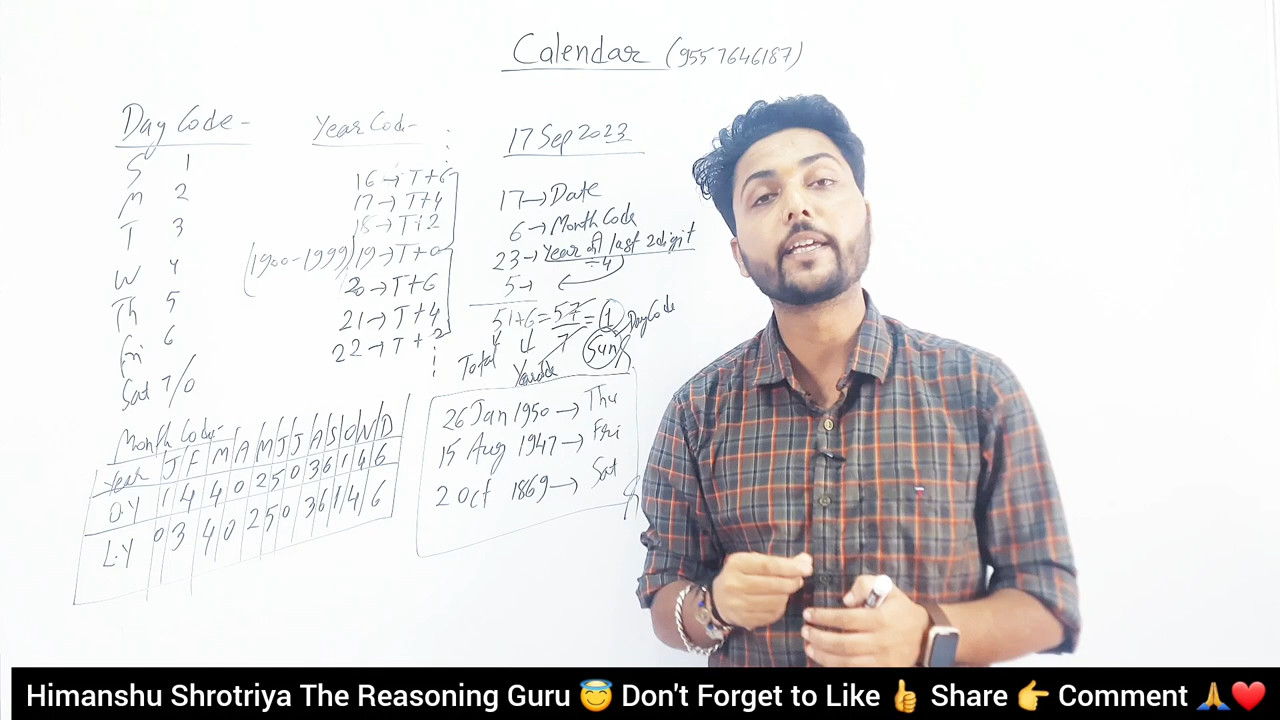 Calendar (9557646187)
Day Code -
S 1
M 2
T 3
W 4
Th 5
Fri 6
Sat 7/0
Year Code -
16 → T+6
17 → T+4
18 → T+2
(1900-1999) 19 → T+0
20 → T+6
21 → T+4
22 → T+2
17 Sep 2023
17 → Date
6 → Month Code
23 → Year of last 2 digit
÷4
5 →
51+6 = 57 = 1 Day Code
7
Total
Sun
26 Jan 1950 → Thu
15 Aug 1947 → Fri
2 Oct 1869 → Sat
Month Code -
Year J F M A M J J A S O N D
O.Y 1 4 4 0 2 5 0 3 6 1 4 6
L.Y 0 3 4 0 2 5 0 3 6 1 4 6
Himanshu Shrotriya The Reasoning Guru 😇 Don't Forget to Like 👍 Share 👉 Comment 🙏❤️